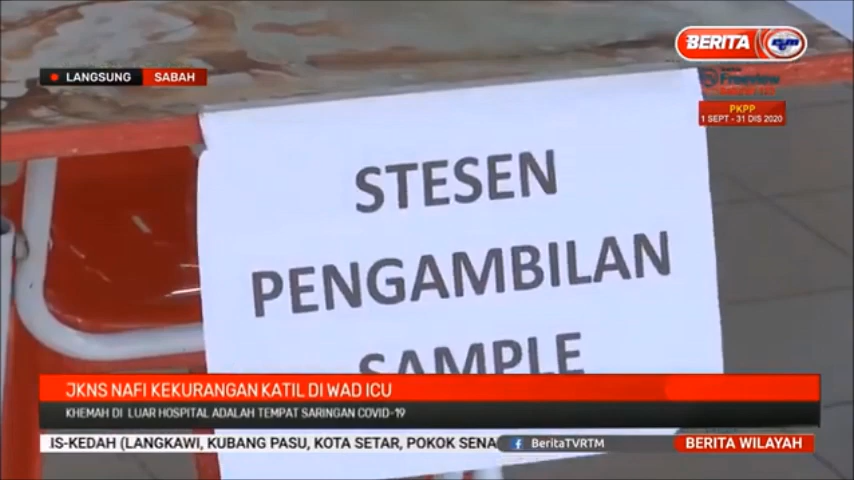 BERITA
LANGSUNG SABAH
Freeview
PKPP
1 SEPT - 31 DIS 2020
STESEN
PENGAMBILAN
SAMPLE
JKNS NAFI KEKURANGAN KATIL DI WAD ICU
KHEMAH DI LUAR HOSPITAL ADALAH TEMPAT SARINGAN COVID-19
IS-KEDAH (LANGKAWI, KUBANG PASU, KOTA SETAR, POKOK SENA
BeritaTVRTM
BERITA WILAYAH